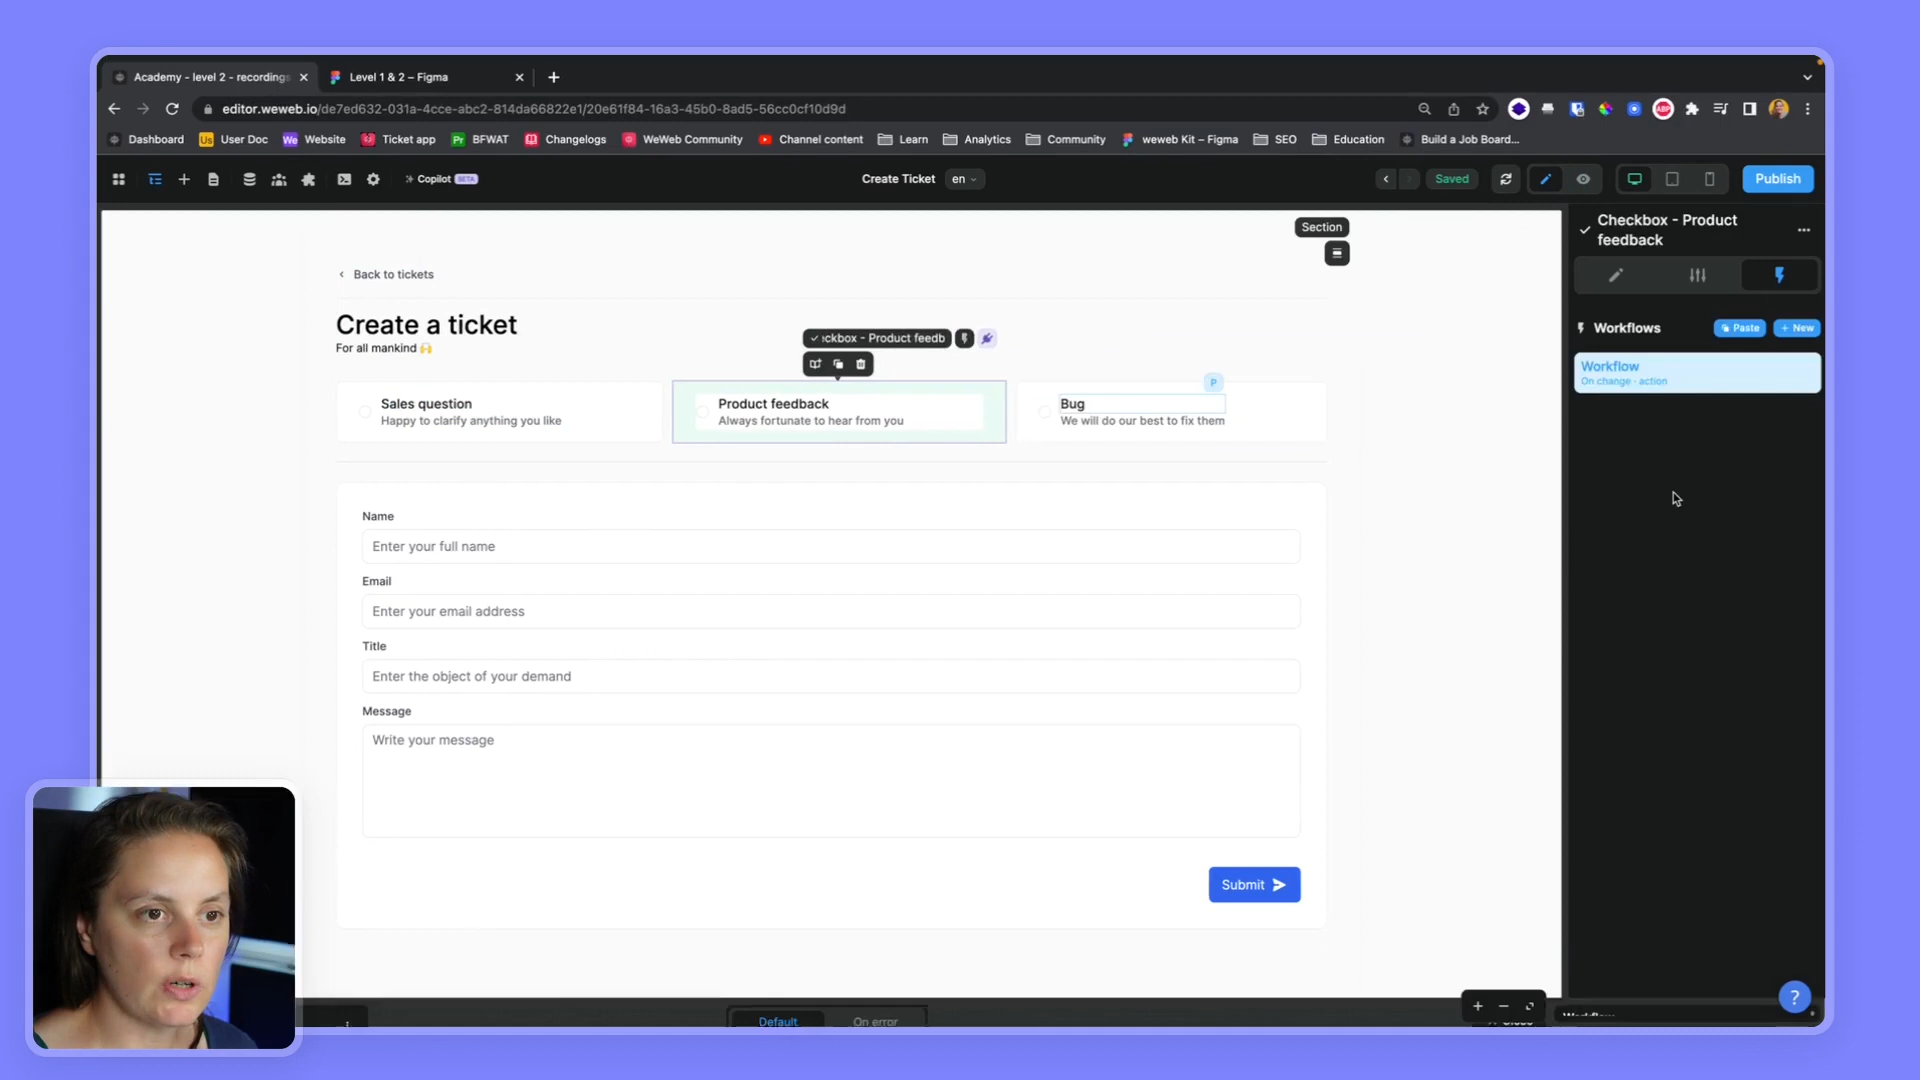 Academy - level 2 - recordings
Level 1 & 2 – Figma
editor.weweb.io/de7ed632-031a-4cce-abc2-814da66822e1/20e61f84-16a3-45b0-8ad5-56cc0cf10d9d
ABP
Dashboard
Us User Doc
We Website
Ticket app
Pr BFWAT
Changelogs
WeWeb Community
Channel content
Learn
Analytics
Community
weweb Kit – Figma
SEO
Education
Build a Job Board...
Copilot BETA
Create Ticket
en
Saved
Publish
Section
Checkbox - Product
feedback
Back to tickets
Create a ticket
For all mankind 🙌
ckbox - Product feedb
Workflows
Paste
+ New
Workflow
On change - action
P
Sales question
Happy to clarify anything you like
Product feedback
Always fortunate to hear from you
Bug
We will do our best to fix them
Name
Enter your full name
Email
Enter your email address
Title
Enter the object of your demand
Message
Write your message
Submit
?
Default
On error